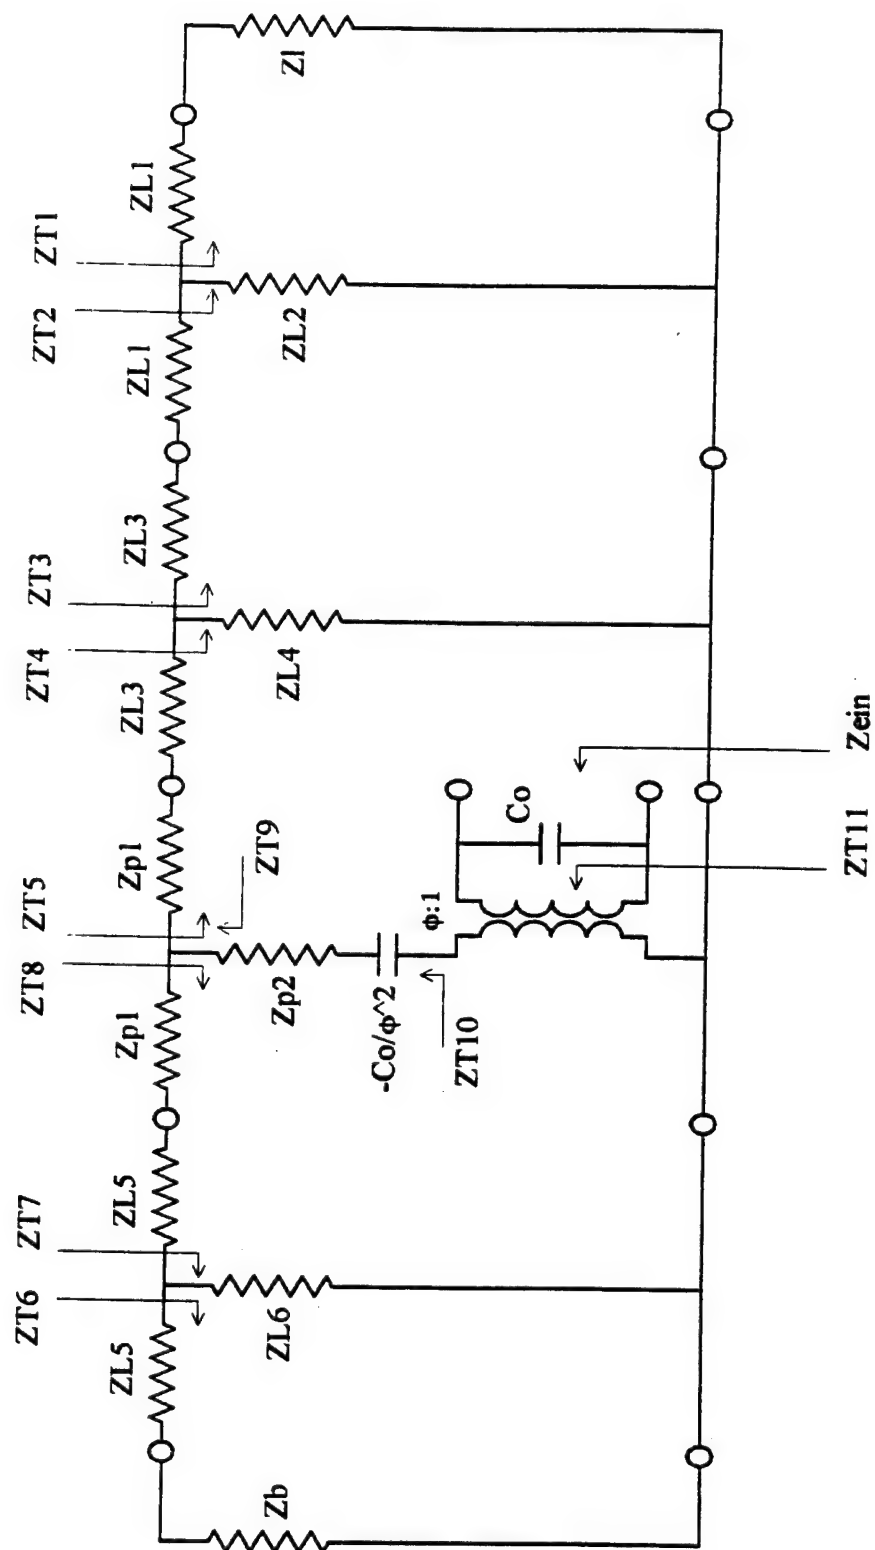 Zl
ZL1
ZT1
ZT2
ZL2
ZL1
ZL3
ZT3
ZT4
ZL4
ZL3
Zein
Zp1
Co
ZT5
ZT9
φ:1
ZT11
ZT8
Zp2
Zp1
-Co/φ^2
ZT10
ZL5
ZT7
ZT6
ZL6
ZL5
Zb